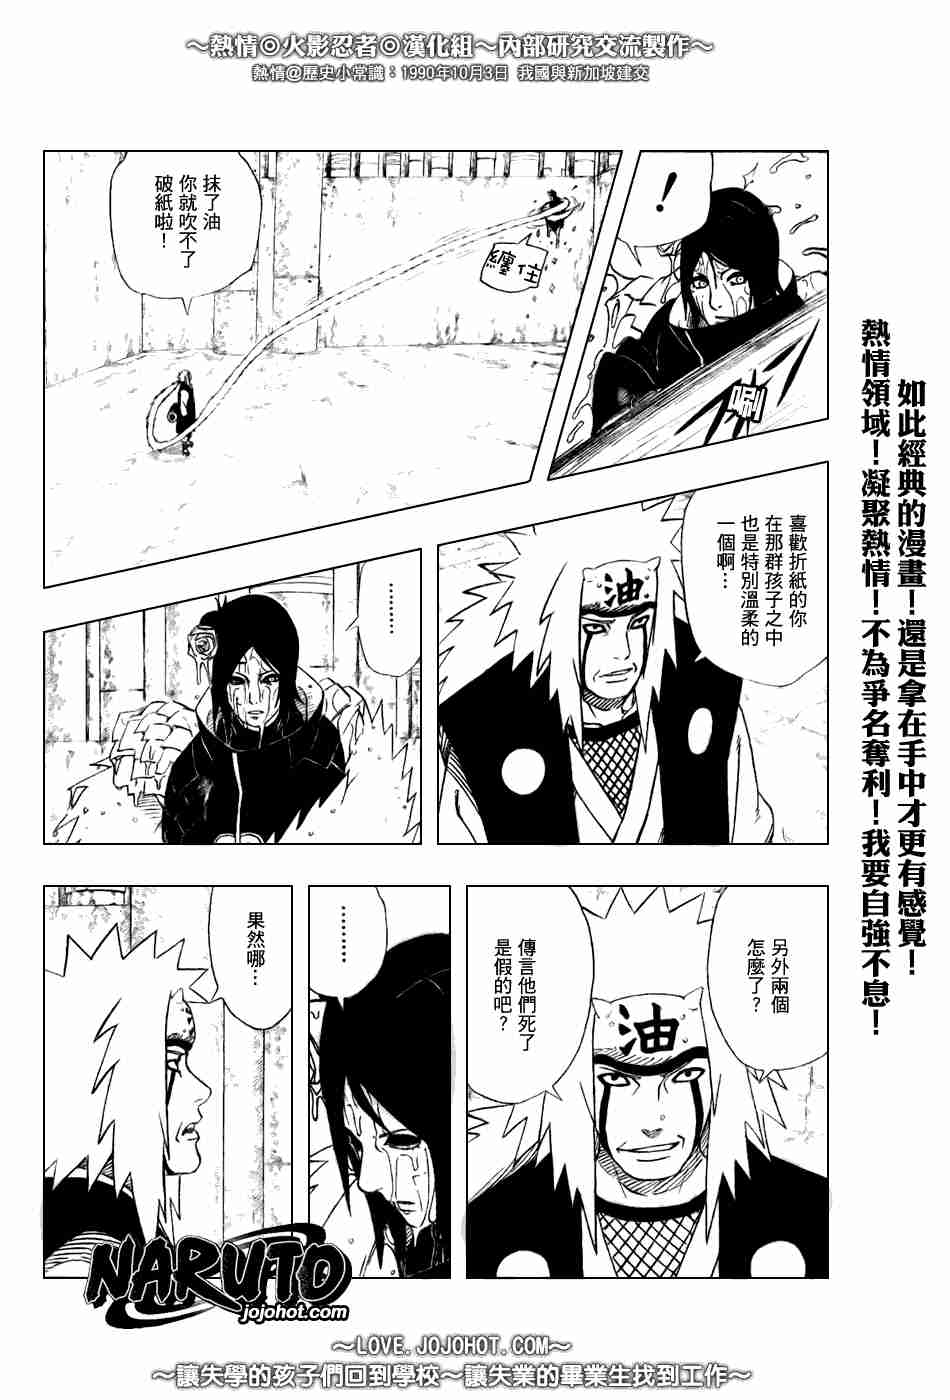 ～熱情◎火影忍者◎漢化組～內部研究交流製作～
熱情@歷史小常識：1990年10月3日 我國與新加坡建交
！
唰
抹了油
你就吹不了
破紙啦！
纏住
喜歡折紙的你
在那群孩子之中
也是特別溫柔的
一個啊…
………
另外兩個
怎麼了？
油
傳言他們死了
是假的吧？
油
………
果然哪…
如此經典的漫畫！還是拿在手中才更有感覺！
熱情領域！凝聚熱情！不為爭名奪利！我要自強不息！
NARUTO
jojohot.com
～LOVE.JOJOHOT.COM～
～讓失學的孩子們回到學校～讓失業的畢業生找到工作～